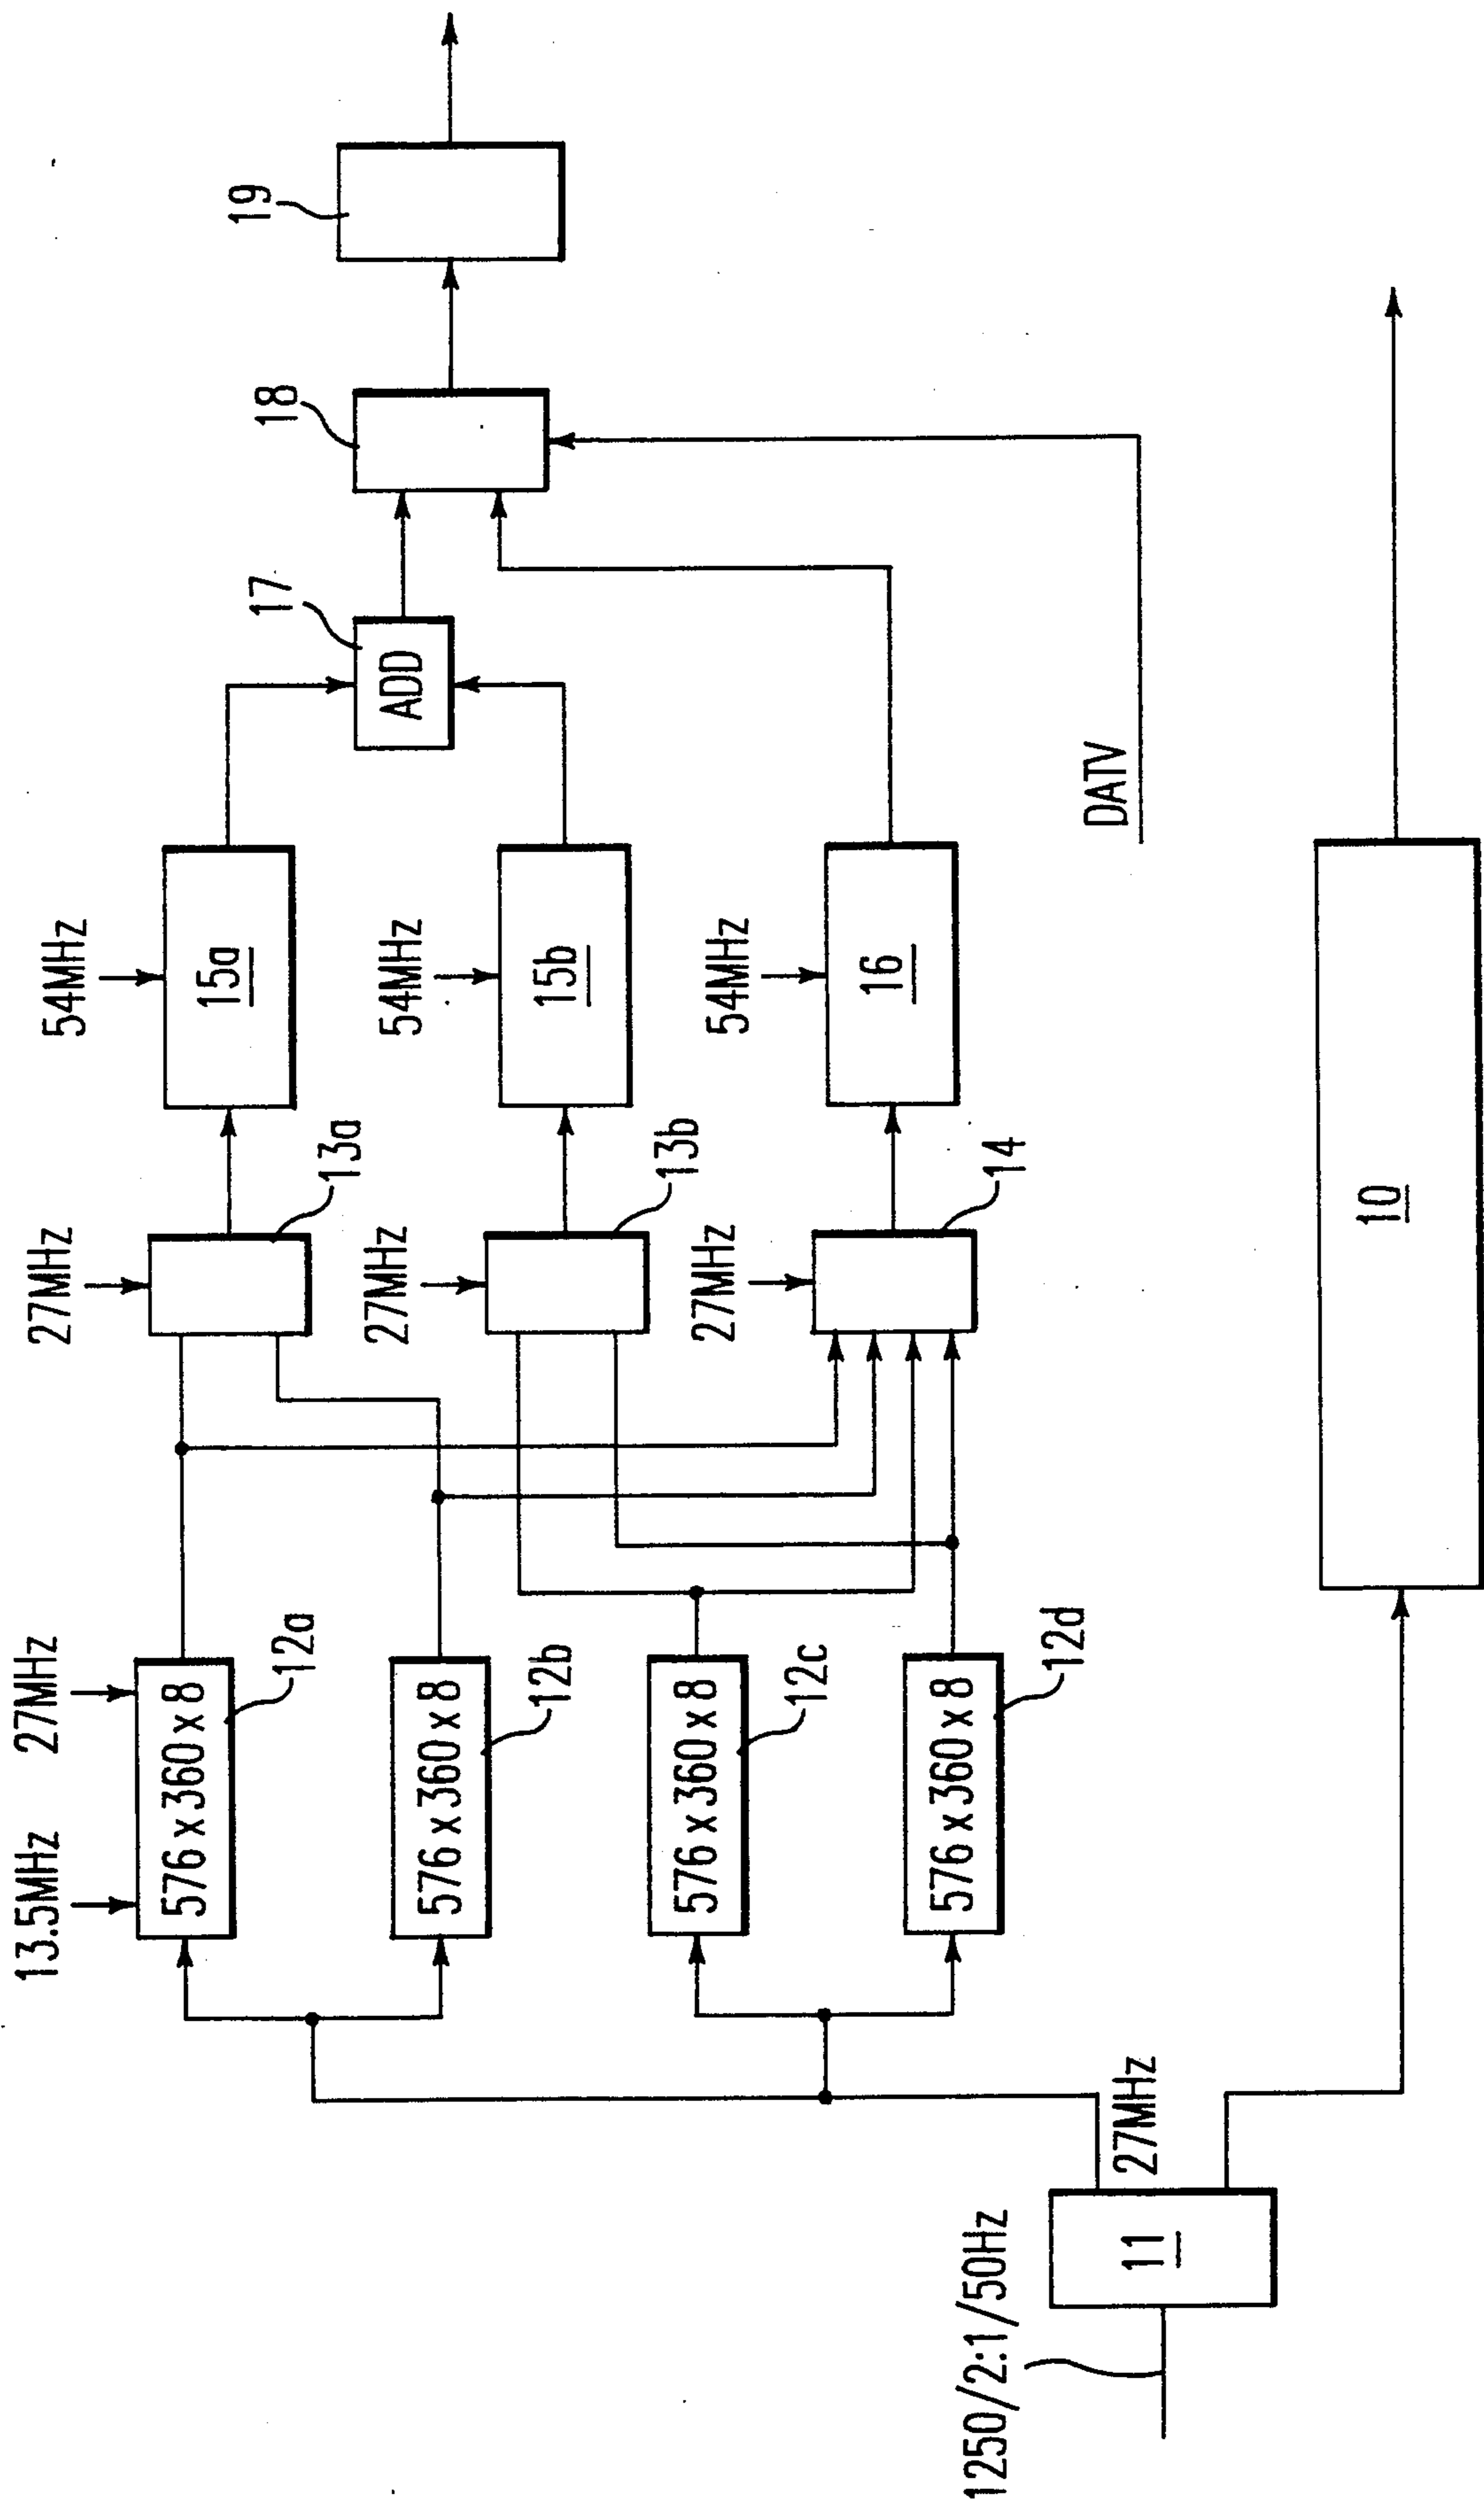 13.5MHz
27MHz
27MHz
54MHz
576 x 360 x 8
12a
13a
15a
17
18
19
576 x 360 x 8
12b
27MHz
13b
54MHz
15b
ADD
576 x 360 x 8
12c
576 x 360 x 8
12d
27MHz
14
54MHz
16
DATV
1250/2:1/50Hz
11
27MHz
10